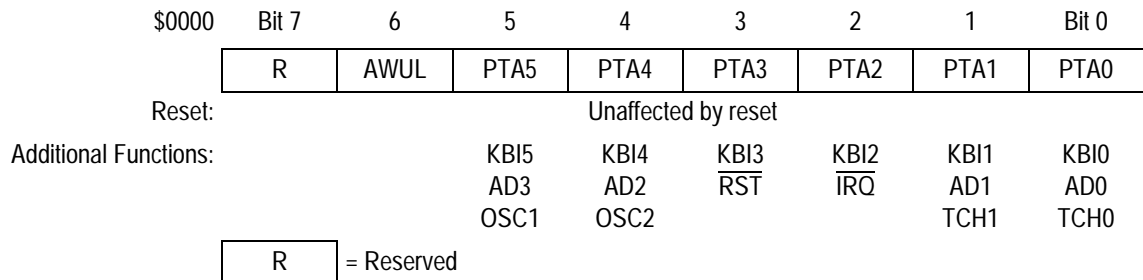 $0000 Bit 7 6 5 4 3 2 1 Bit 0
R AWUL PTA5 PTA4 PTA3 PTA2 PTA1 PTA0
Reset: Unaffected by reset
Additional Functions: KBI5 KBI4 KBI3 KBI2 KBI1 KBI0
AD3 AD2 RST IRQ AD1 AD0
OSC1 OSC2 TCH1 TCH0
R = Reserved